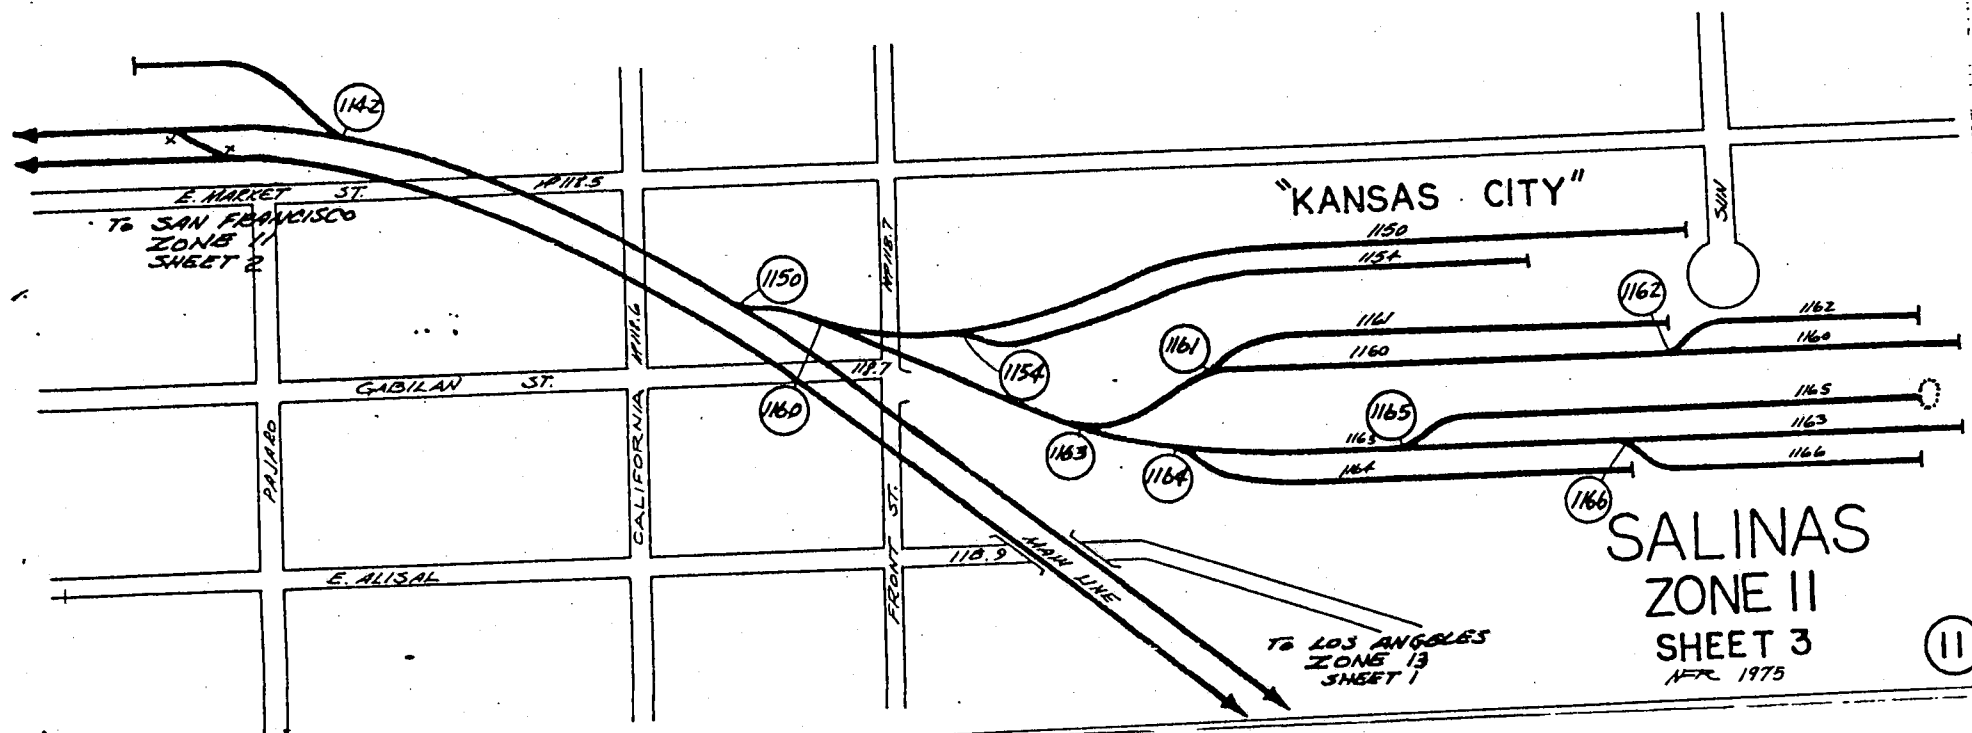 1142
E. MARKET ST.
MP 118.5
To SAN FRANCISCO
ZONE 11
SHEET 2
"KANSAS CITY"
SUN
1150
1154
1150
MP 118.7
1162
1162
1160
1161
1161
1160
MP 118.6
GABILAN ST.
118.7
1154
1160
1165
1165
1163
1163
1166
1163
1164
1164
1166
PAJARO
CALIFORNIA
FRONT ST.
E. ALISAL
118.9
MAIN LINE
To LOS ANGELES
ZONE 13
SHEET 1
SALINAS
ZONE 11
SHEET 3
1975
11